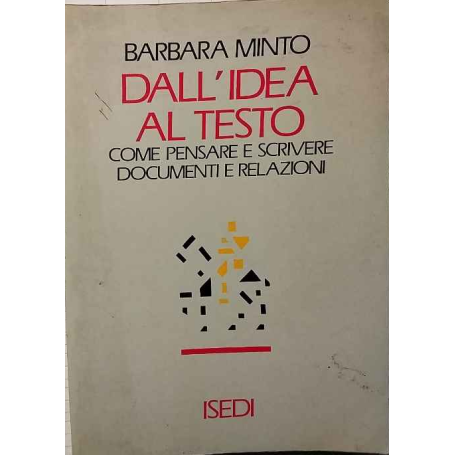 BARBARA MINTO
DALL'IDEA
AL TESTO
COME PENSARE E SCRIVERE
DOCUMENTI E RELAZIONI
ISEDI